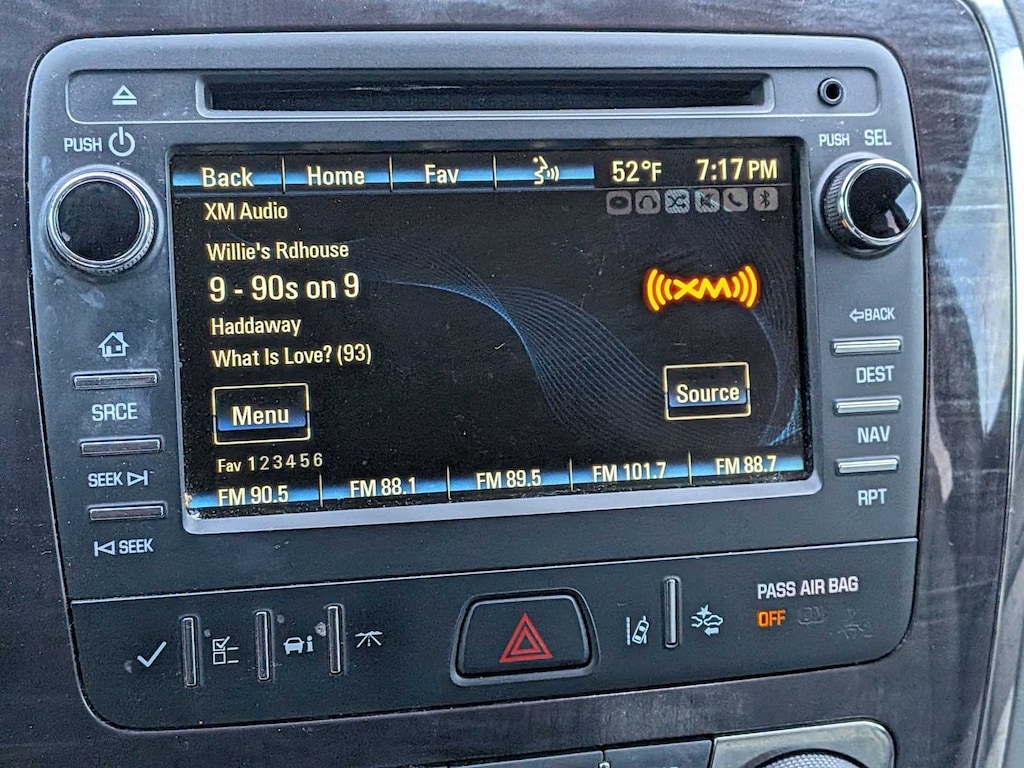 PUSH
PUSH SEL
Back Home Fav 52°F 7:17 PM
XM Audio
Willie's Rdhouse
9 - 90s on 9
XM
Haddaway
What Is Love? (93)
Menu
Source
Fav 1 2 3 4 5 6
FM 90.5 FM 88.1 FM 89.5 FM 101.7 FM 88.7
SRCE
SEEK
SEEK
BACK
DEST
NAV
RPT
PASS AIR BAG
OFF